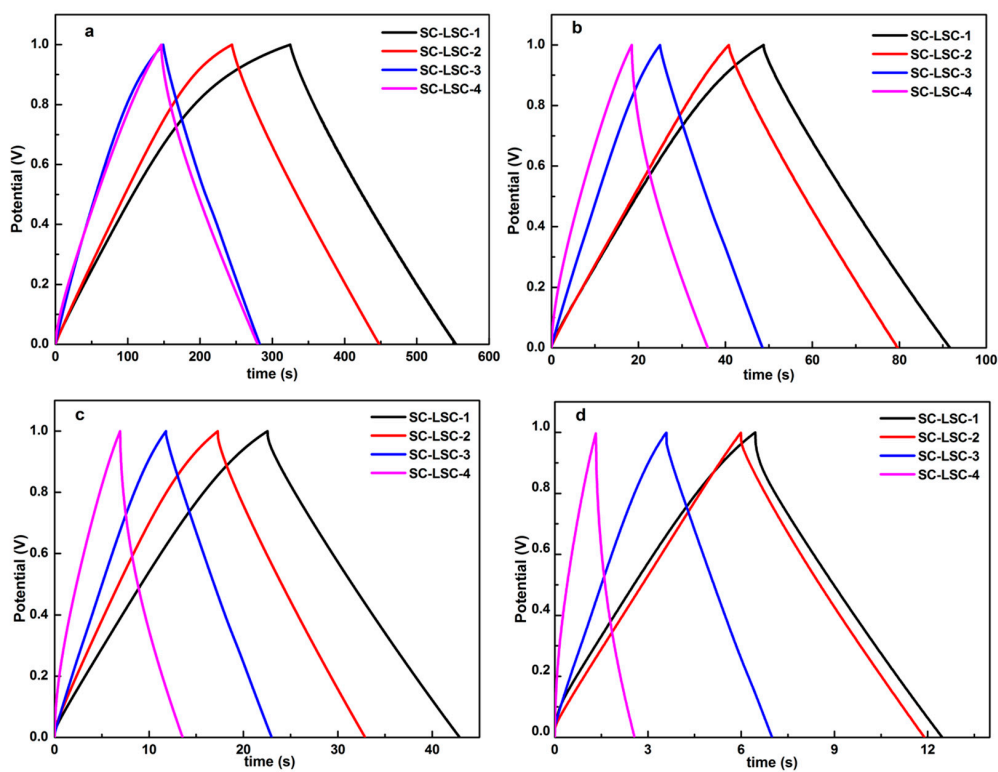 a
SC-LSC-1
SC-LSC-2
SC-LSC-3
SC-LSC-4
1.0
0.8
0.6
0.4
0.2
0.0
Potential (V)
0 100 200 300 400 500 600
time (s)
b
SC-LSC-1
SC-LSC-2
SC-LSC-3
SC-LSC-4
1.0
0.8
0.6
0.4
0.2
0.0
Potential (V)
0 20 40 60 80 100
time (s)
c
SC-LSC-1
SC-LSC-2
SC-LSC-3
SC-LSC-4
1.0
0.8
0.6
0.4
0.2
0.0
Potential (V)
0 10 20 30 40
time (s)
d
SC-LSC-1
SC-LSC-2
SC-LSC-3
SC-LSC-4
1.0
0.8
0.6
0.4
0.2
0.0
Potential (V)
0 3 6 9 12
time (s)